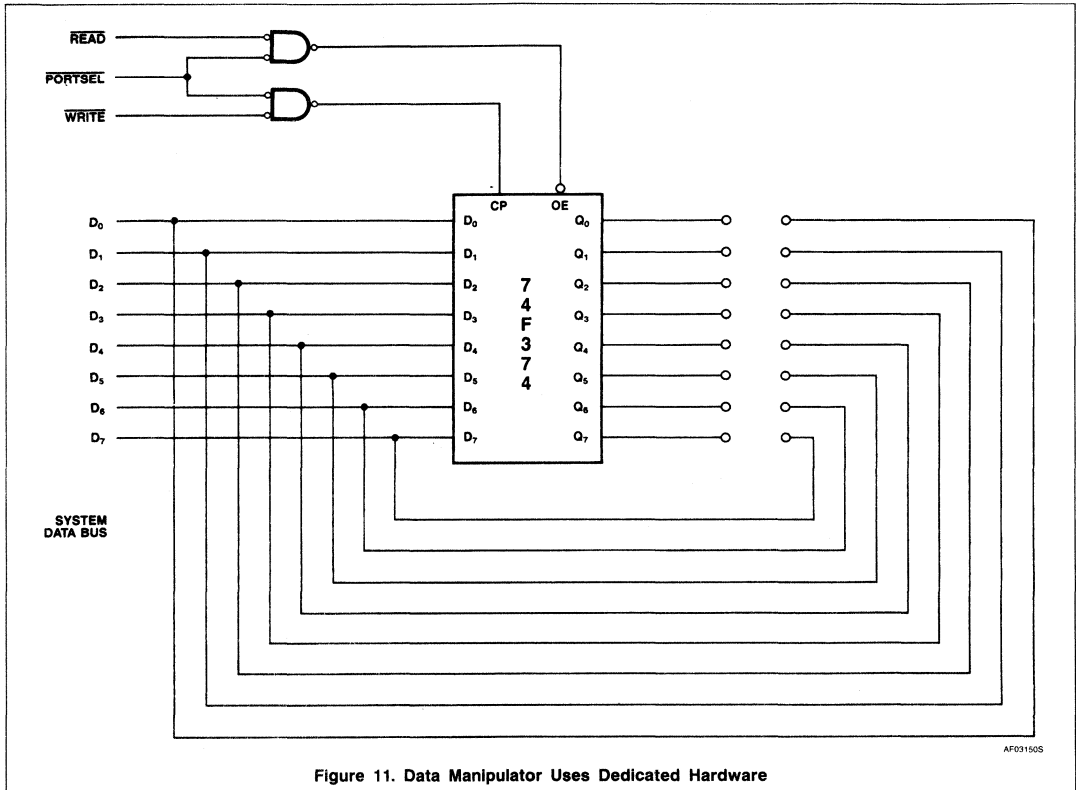 READ
PORTSEL
WRITE
CP OE
D₀ D₀ Q₀
D₁ D₁ Q₁
D₂ D₂ Q₂
D₃ D₃ Q₃
D₄ D₄ Q₄
D₅ D₅ Q₅
D₆ D₆ Q₆
D₇ D₇ Q₇
7
4
F
3
7
4
SYSTEM
DATA BUS
AF03150S
Figure 11. Data Manipulator Uses Dedicated Hardware